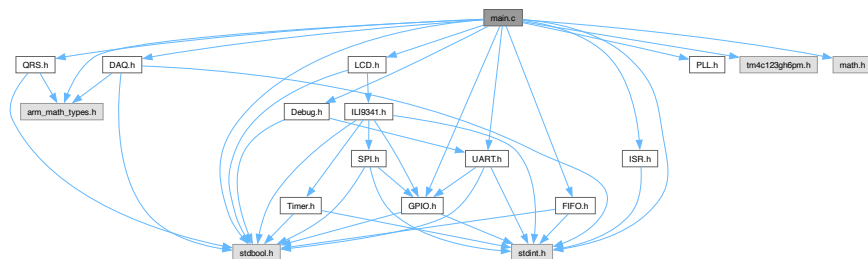 main.c
QRS.h
DAQ.h
LCD.h
PLL.h
tm4c123gh6pm.h
math.h
arm_math_types.h
Debug.h
ILI9341.h
SPI.h
UART.h
ISR.h
Timer.h
GPIO.h
FIFO.h
stdbool.h
stdint.h